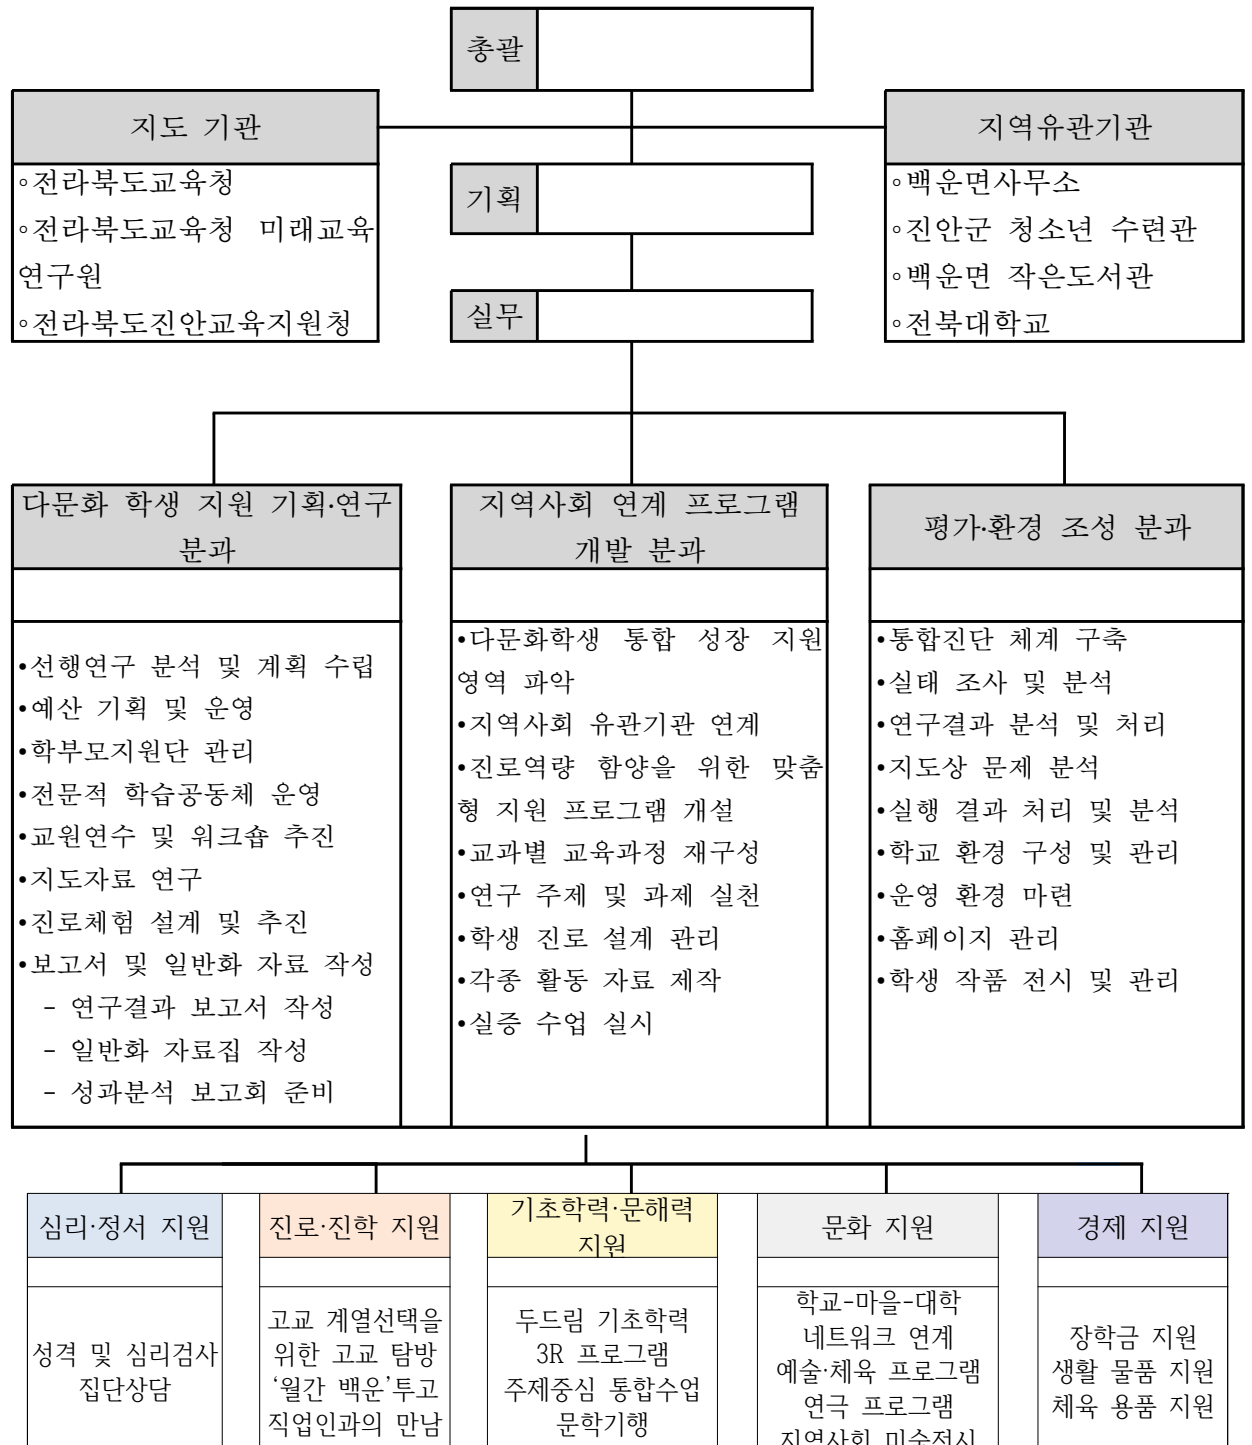 총괄
지도 기관
◦전라북도교육청
◦전라북도교육청 미래교육
연구원
◦전라북도진안교육지원청
기획
실무
지역유관기관
◦백운면사무소
◦진안군 청소년 수련관
◦백운면 작은도서관
◦전북대학교
다문화 학생 지원 기획·연구
분과
•선행연구 분석 및 계획 수립
•예산 기획 및 운영
•학부모지원단 관리
•전문적 학습공동체 운영
•교원연수 및 워크숍 추진
•지도자료 연구
•진로체험 설계 및 추진
•보고서 및 일반화 자료 작성
- 연구결과 보고서 작성
- 일반화 자료집 작성
- 성과분석 보고회 준비
지역사회 연계 프로그램
개발 분과
•다문화학생 통합 성장 지원
영역 파악
•지역사회 유관기관 연계
•진로역량 함양을 위한 맞춤
형 지원 프로그램 개설
•교과별 교육과정 재구성
•연구 주제 및 과제 실천
•학생 진로 설계 관리
•각종 활동 자료 제작
•실증 수업 실시
평가·환경 조성 분과
•통합진단 체계 구축
•실태 조사 및 분석
•연구결과 분석 및 처리
•지도상 문제 분석
•실행 결과 처리 및 분석
•학교 환경 구성 및 관리
•운영 환경 마련
•홈페이지 관리
•학생 작품 전시 및 관리
심리·정서 지원
성격 및 심리검사
집단상담
진로·진학 지원
고교 계열선택을
위한 고교 탐방
‘월간 백운’투고
직업인과의 만남
기초학력·문해력
지원
두드림 기초학력
3R 프로그램
주제중심 통합수업
문학기행
문화 지원
학교-마을-대학
네트워크 연계
예술·체육 프로그램
연극 프로그램
지역사회 미술전시
경제 지원
장학금 지원
생활 물품 지원
체육 용품 지원